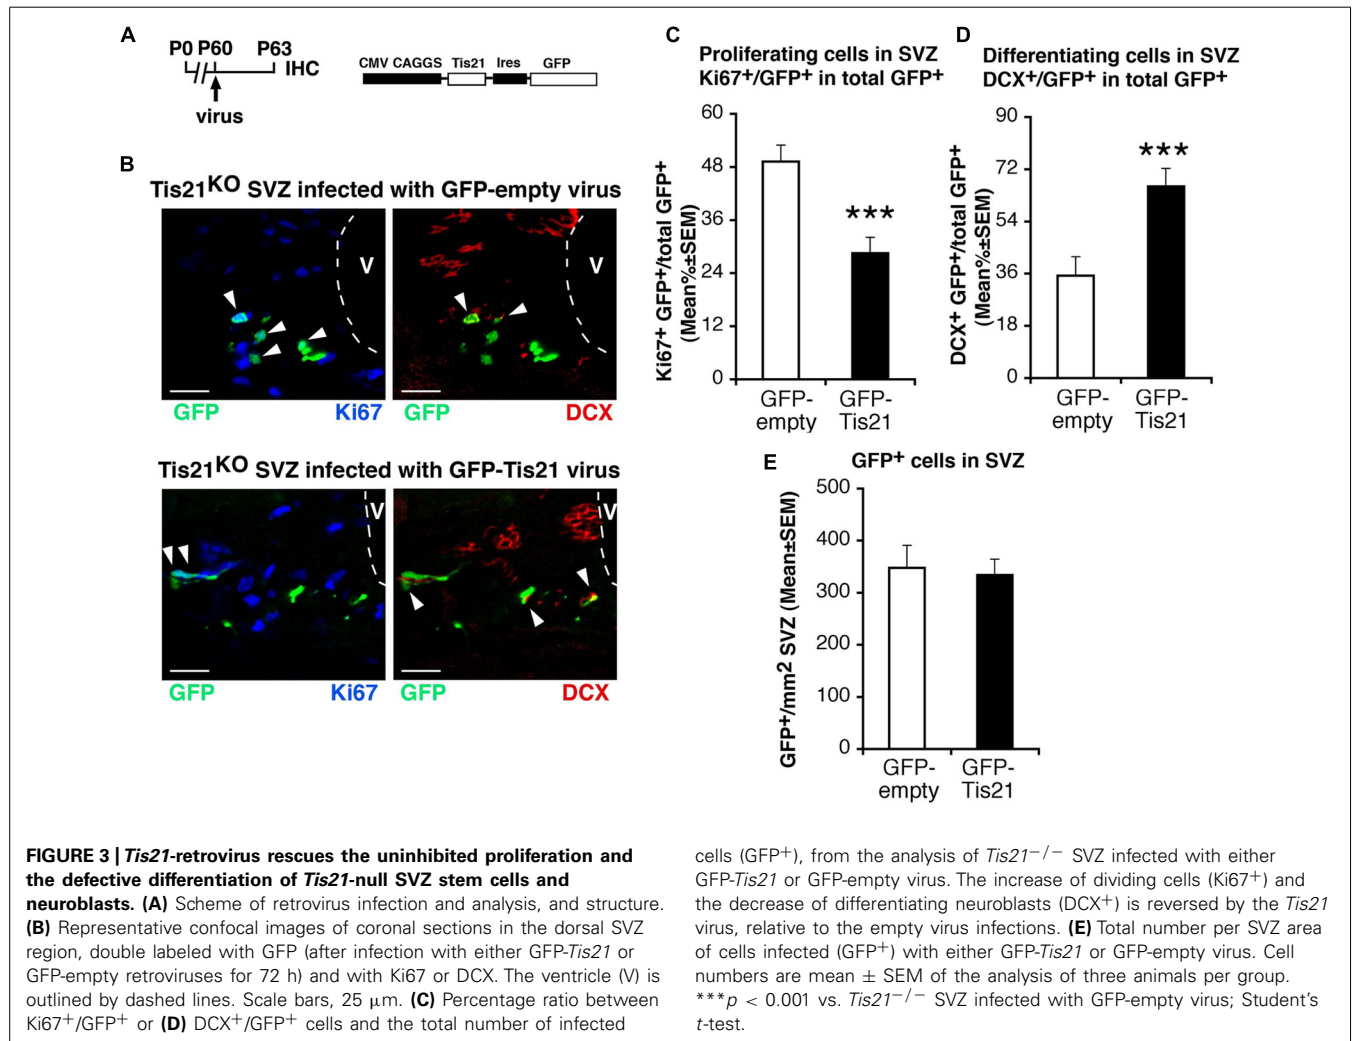 A
P0 P60 P63
IHC
virus
CMV CAGGS Tis21 Ires GFP
B
Tis21KO SVZ infected with GFP-empty virus
V
V
GFP Ki67
GFP DCX
Tis21KO SVZ infected with GFP-Tis21 virus
V
V
GFP Ki67
GFP DCX
C
Proliferating cells in SVZ
Ki67+/GFP+ in total GFP+
Ki67+ GFP+/total GFP+
(Mean%±SEM)
60
48
36
24
12
0
***
GFP-
empty
GFP-
Tis21
D
Differentiating cells in SVZ
DCX+/GFP+ in total GFP+
DCX+ GFP+/total GFP+
(Mean%±SEM)
90
72
54
36
18
0
***
GFP-
empty
GFP-
Tis21
E
GFP+ cells in SVZ
GFP+/mm2 SVZ (Mean±SEM)
500
400
300
200
100
0
GFP-
empty
GFP-
Tis21
FIGURE 3 | Tis21-retrovirus rescues the uninhibited proliferation and
the defective differentiation of Tis21-null SVZ stem cells and
neuroblasts. (A) Scheme of retrovirus infection and analysis, and structure.
(B) Representative confocal images of coronal sections in the dorsal SVZ
region, double labeled with GFP (after infection with either GFP-Tis21 or
GFP-empty retroviruses for 72 h) and with Ki67 or DCX. The ventricle (V) is
outlined by dashed lines. Scale bars, 25 μm. (C) Percentage ratio between
Ki67+/GFP+ or (D) DCX+/GFP+ cells and the total number of infected
cells (GFP+), from the analysis of Tis21−/− SVZ infected with either
GFP-Tis21 or GFP-empty virus. The increase of dividing cells (Ki67+) and
the decrease of differentiating neuroblasts (DCX+) is reversed by the Tis21
virus, relative to the empty virus infections. (E) Total number per SVZ area
of cells infected (GFP+) with either GFP-Tis21 or GFP-empty virus. Cell
numbers are mean ± SEM of the analysis of three animals per group.
***p < 0.001 vs. Tis21−/− SVZ infected with GFP-empty virus; Student's
t-test.